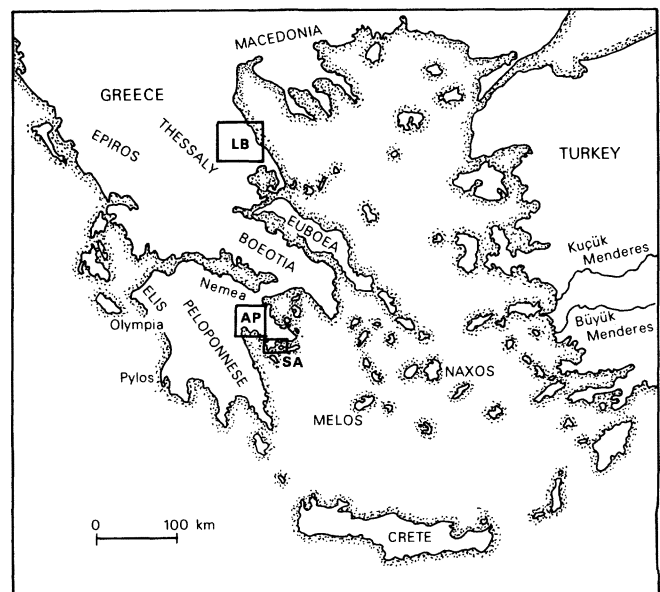 MACEDONIA
GREECE
EPIROS
THESSALY
LB
TURKEY
EUBOEA
BOEOTIA
Kuçük
Menderes
Nemea
ELIS
Olympia
AP
PELOPONNESE
Büyük
Menderes
SA
Pylos
NAXOS
MELOS
0 100 km
CRETE